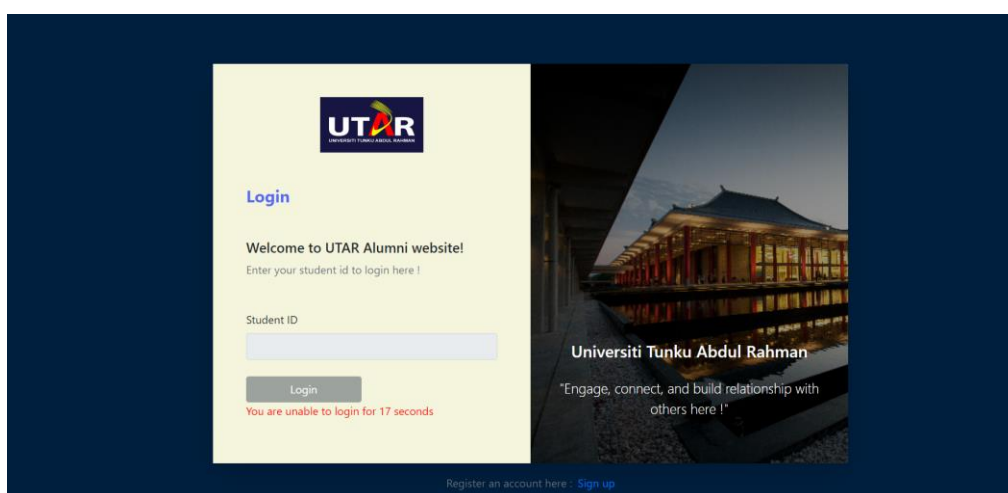 UTAR
UNIVERSITI TUNKU ABDUL RAHMAN
Login
Welcome to UTAR Alumni website!
Enter your student id to login here !
Student ID
Login
You are unable to login for 17 seconds
Universiti Tunku Abdul Rahman
"Engage, connect, and build relationship with
others here !"
Register an account here : Sign up